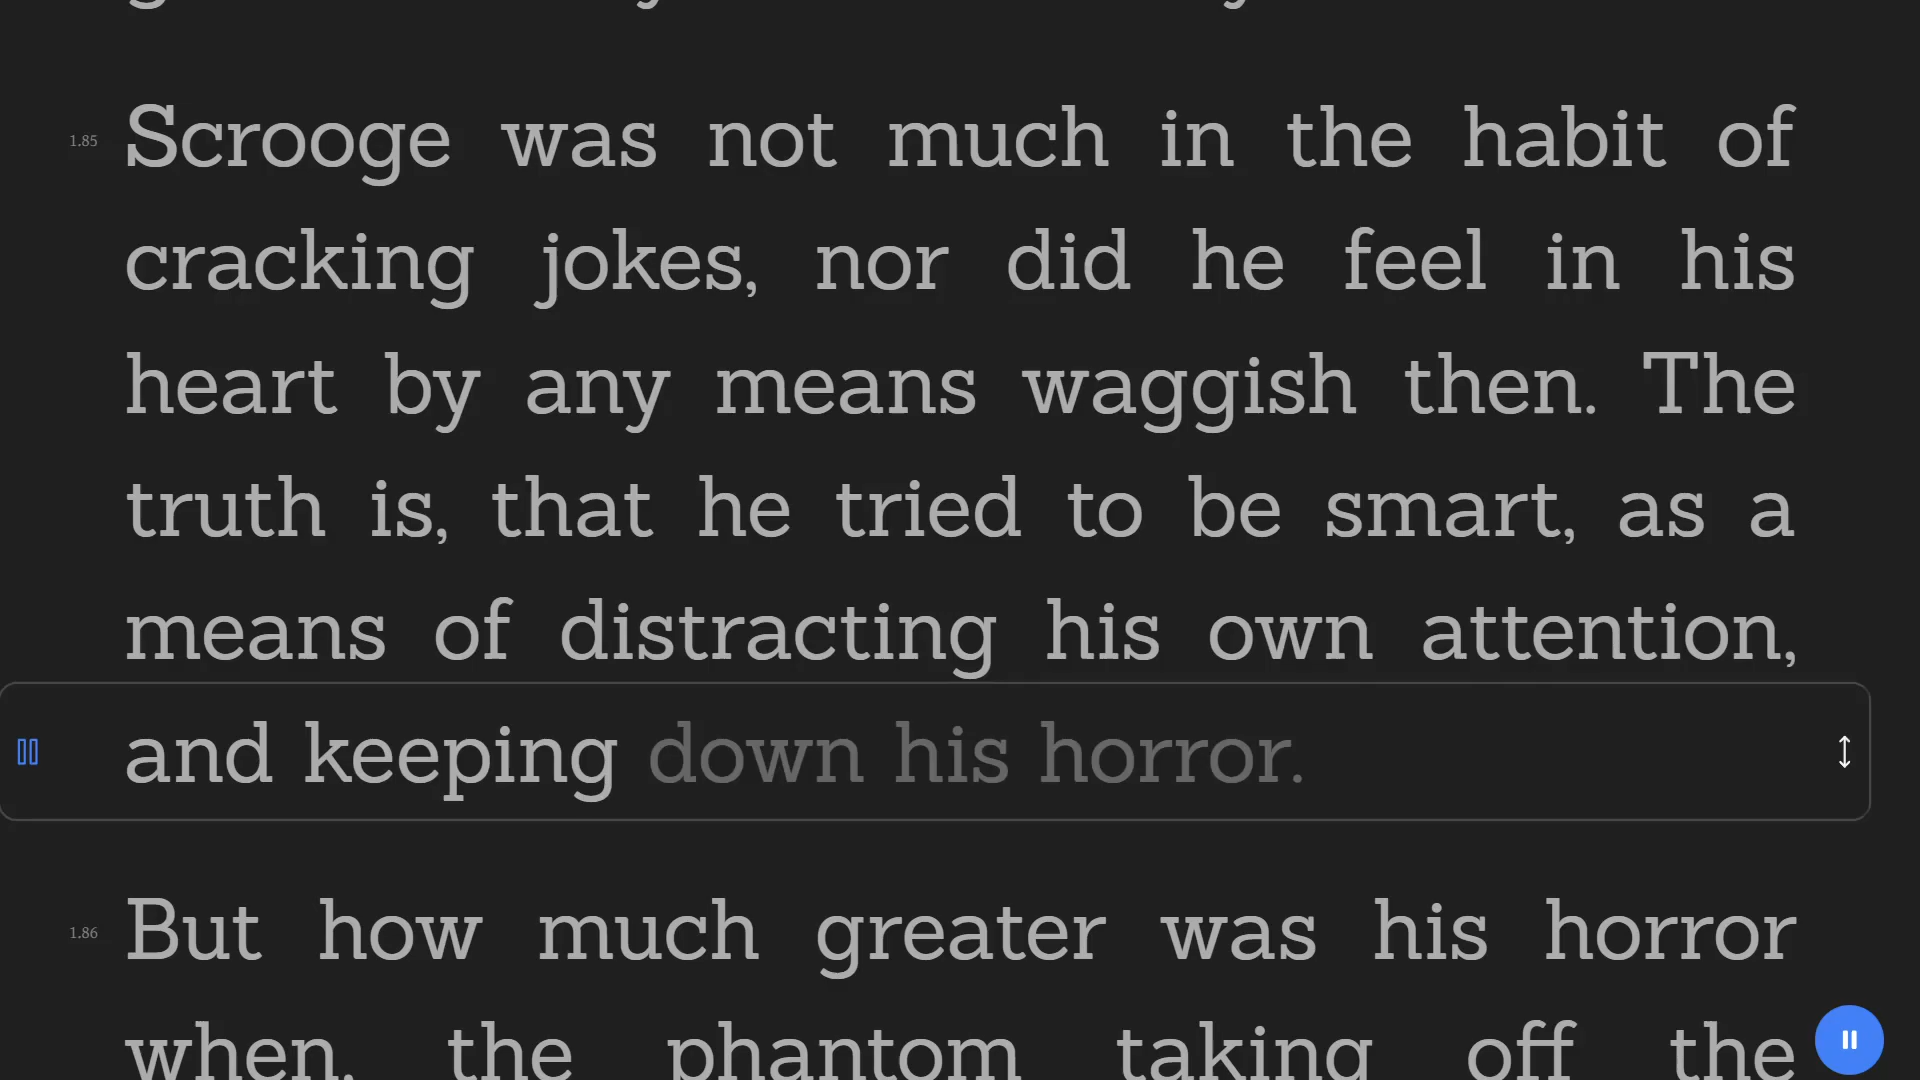 1.85
Scrooge was not much in the habit of
cracking jokes, nor did he feel in his
heart by any means waggish then. The
truth is, that he tried to be smart, as a
means of distracting his own attention,
and keeping down his horror.
1.86
But how much greater was his horror
when, the phantom taking off the